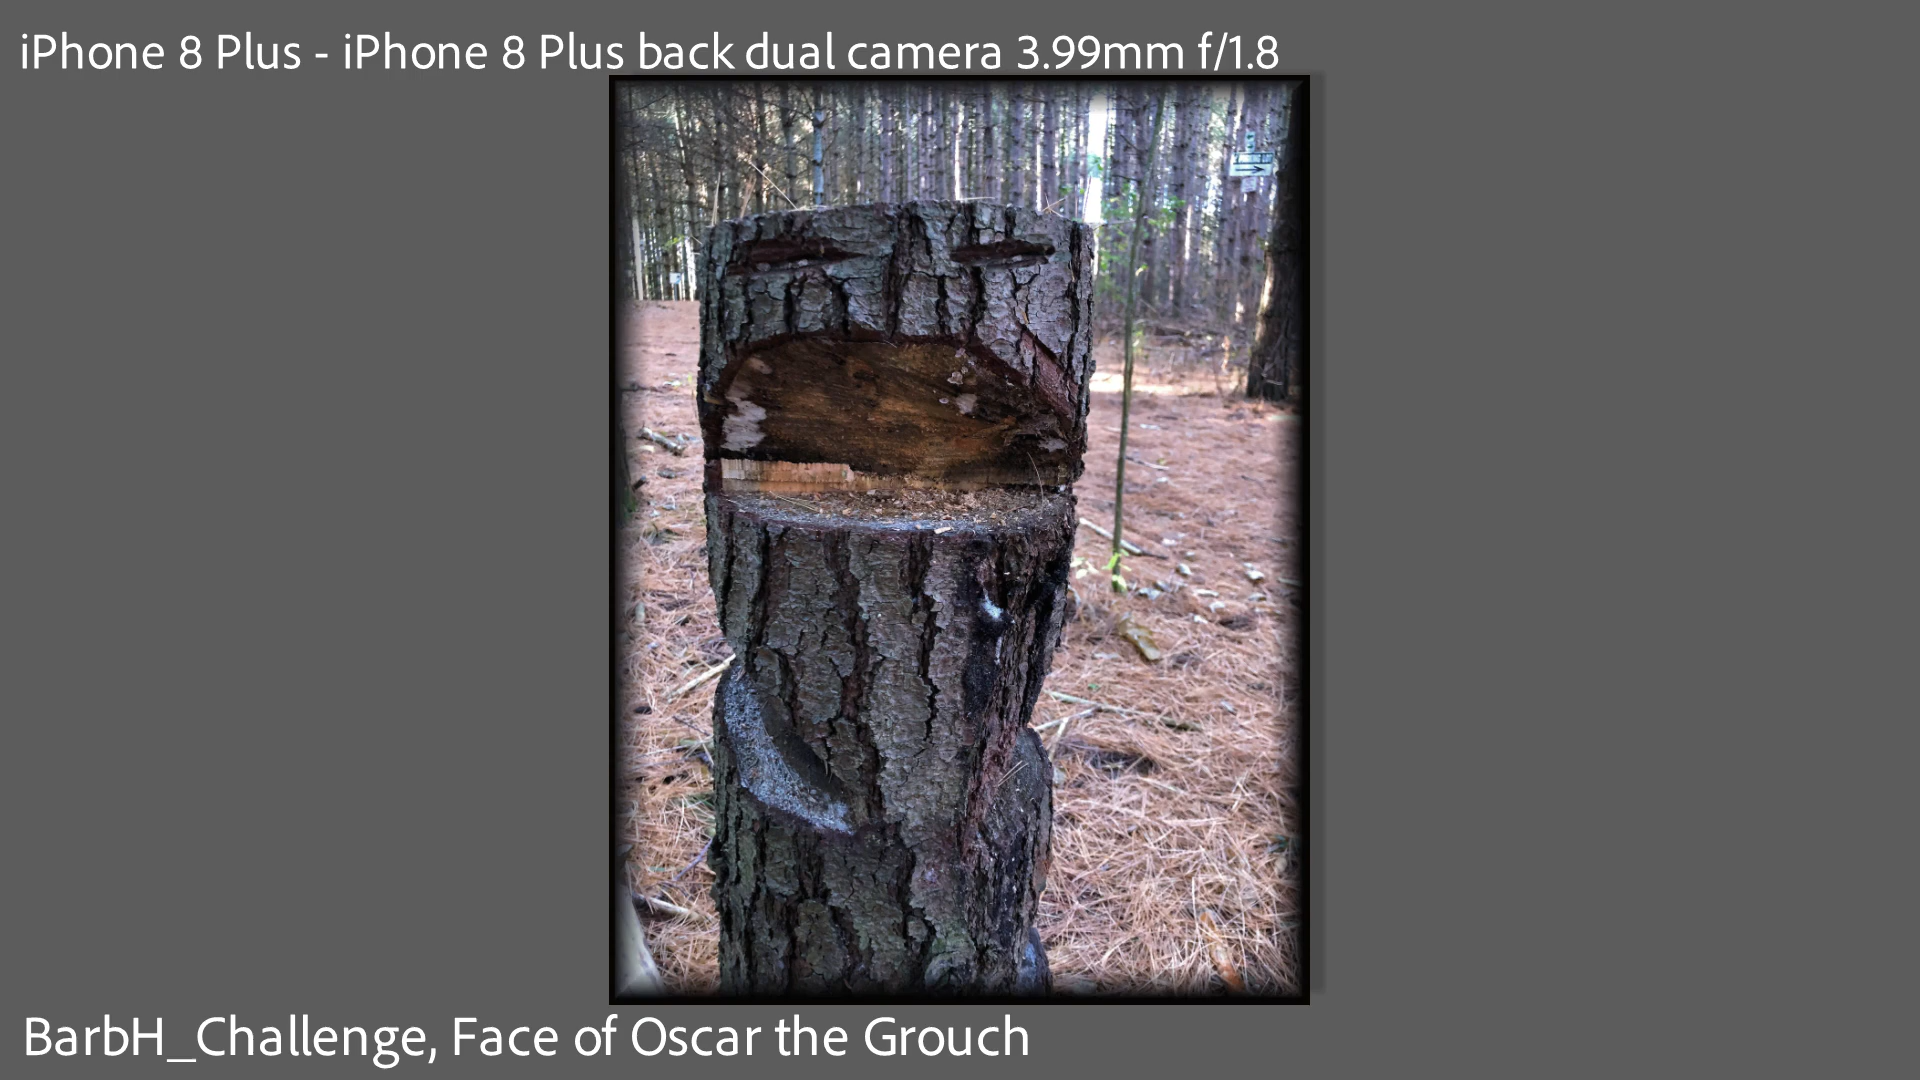 iPhone 8 Plus - iPhone 8 Plus back dual camera 3.99mm f/1.8
BarbH_Challenge, Face of Oscar the Grouch